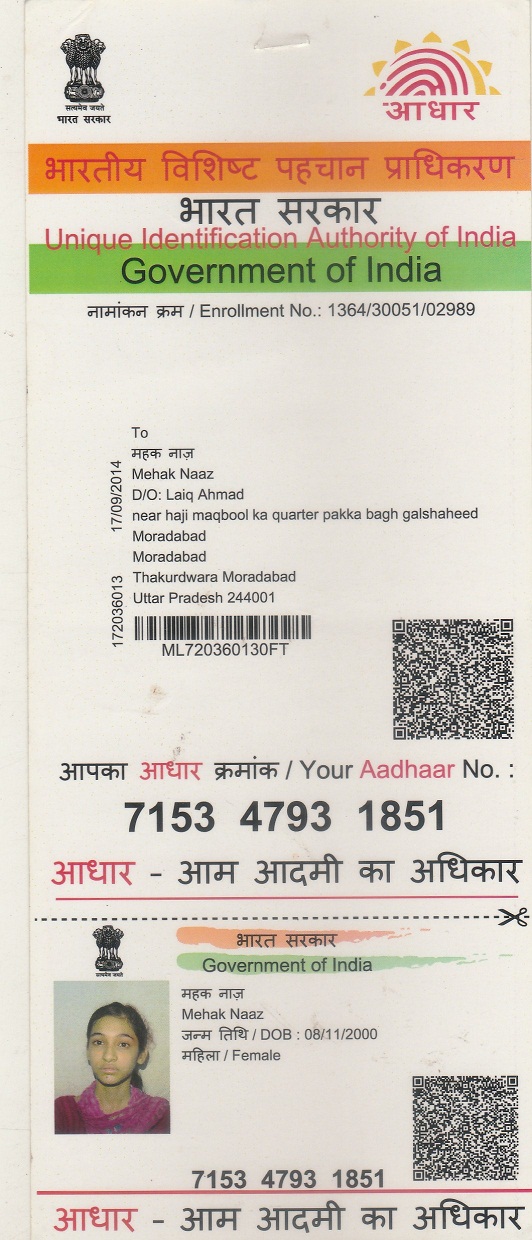 सत्यमेव जयते
भारत सरकार
आधार
भारतीय विशिष्ट पहचान प्राधिकरण
भारत सरकार
Unique Identification Authority of India
Government of India
नामांकन क्रम / Enrollment No.: 1364/30051/02989
To
महक नाज़
Mehak Naaz
D/O: Laiq Ahmad
near haji maqbool ka quarter pakka bagh galshaheed
Moradabad
Moradabad
Thakurdwara Moradabad
Uttar Pradesh 244001
17/09/2014
172036013
ML720360130FT
आपका आधार क्रमांक / Your Aadhaar No. :
7153 4793 1851
आधार - आम आदमी का अधिकार
सत्यमेव जयते
भारत सरकार
Government of India
महक नाज़
Mehak Naaz
जन्म तिथि / DOB : 08/11/2000
महिला / Female
7153 4793 1851
आधार - आम आदमी का अधिकार